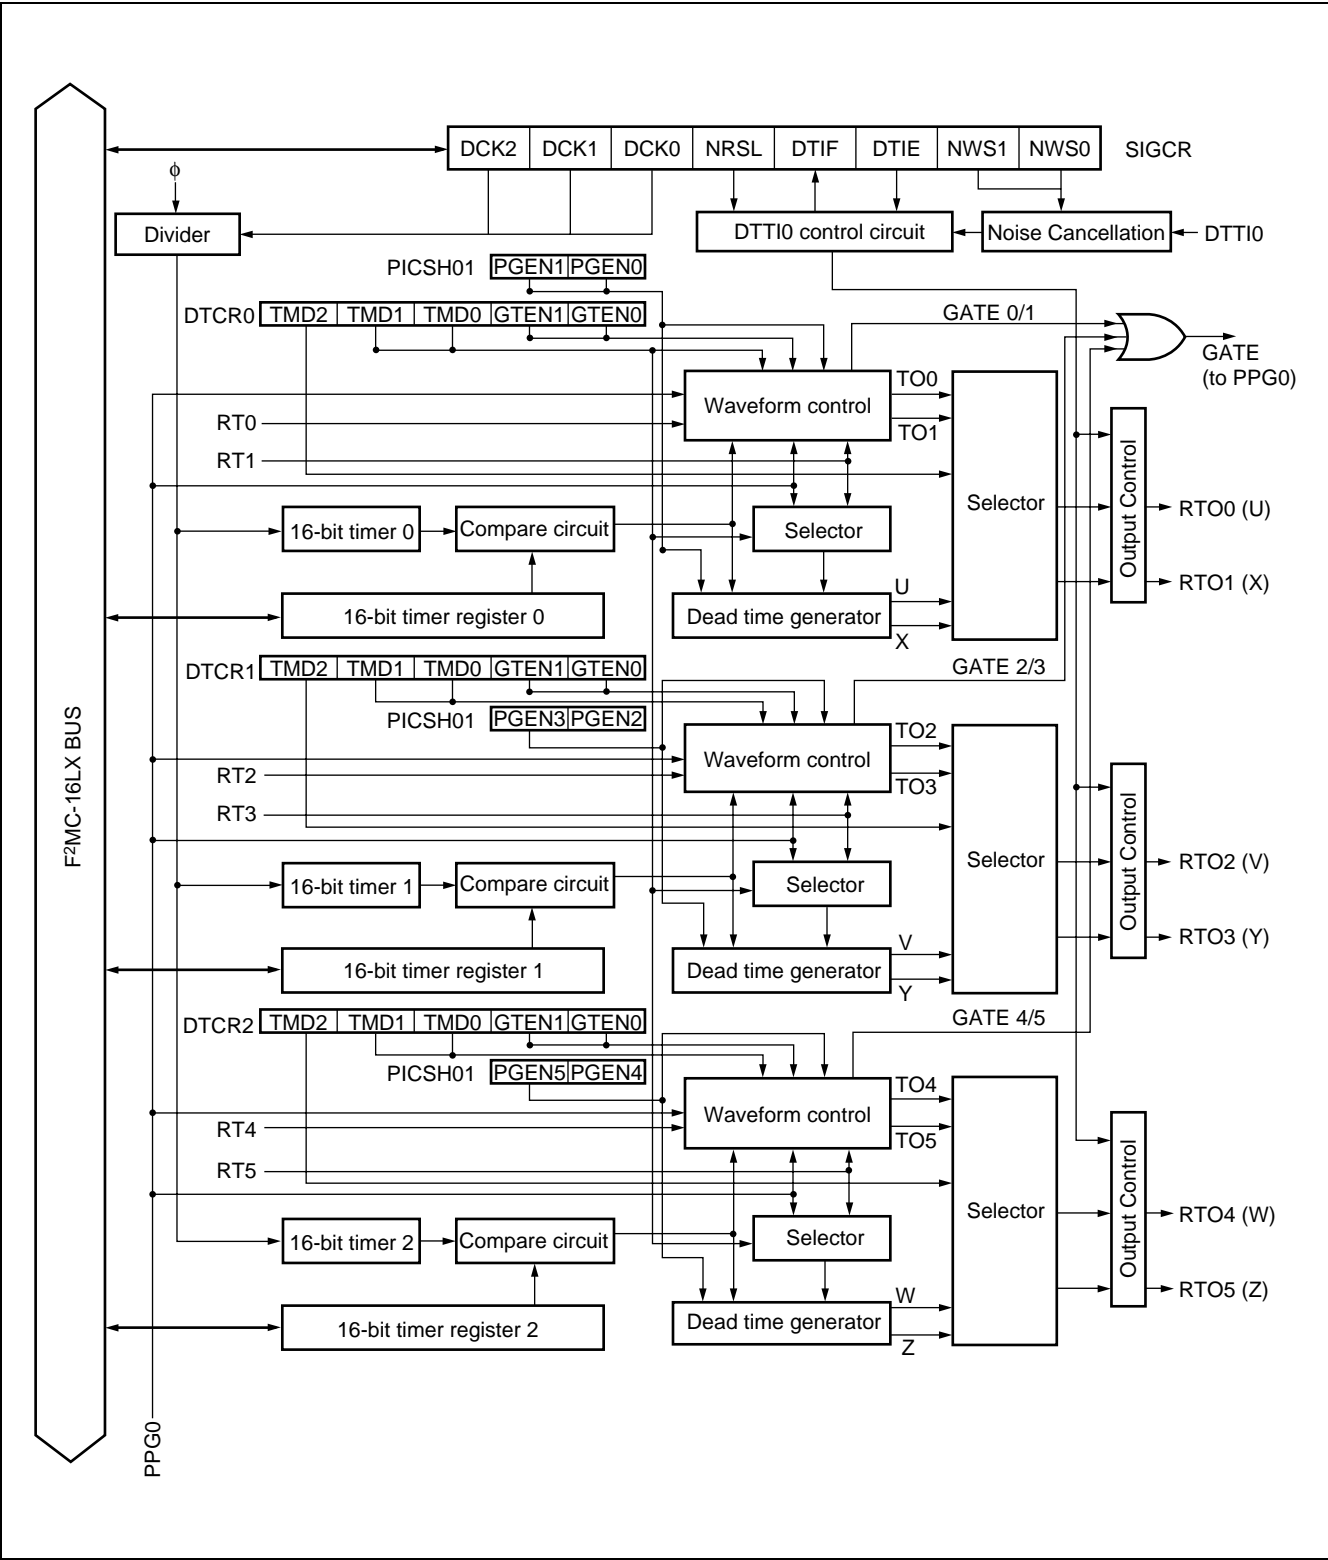 DCK2 DCK1 DCK0 NRSL DTIF DTIE NWS1 NWS0 SIGCR
ϕ
Divider
DTTI0 control circuit
Noise Cancellation
DTTI0
PICSH01 PGEN1 PGEN0
DTCR0 TMD2 TMD1 TMD0 GTEN1 GTEN0
GATE 0/1
GATE
(to PPG0)
Waveform control
TO0
TO1
RT0
RT1
Selector
Output Control
RTO0 (U)
RTO1 (X)
16-bit timer 0
Compare circuit
Selector
16-bit timer register 0
Dead time generator
U
X
DTCR1 TMD2 TMD1 TMD0 GTEN1 GTEN0
GATE 2/3
PICSH01 PGEN3 PGEN2
Waveform control
TO2
TO3
RT2
RT3
Selector
Output Control
RTO2 (V)
RTO3 (Y)
F²MC-16LX BUS
16-bit timer 1
Compare circuit
Selector
16-bit timer register 1
Dead time generator
V
Y
DTCR2 TMD2 TMD1 TMD0 GTEN1 GTEN0
GATE 4/5
PICSH01 PGEN5 PGEN4
Waveform control
TO4
TO5
RT4
RT5
Selector
Output Control
RTO4 (W)
RTO5 (Z)
16-bit timer 2
Compare circuit
Selector
16-bit timer register 2
Dead time generator
W
Z
PPG0